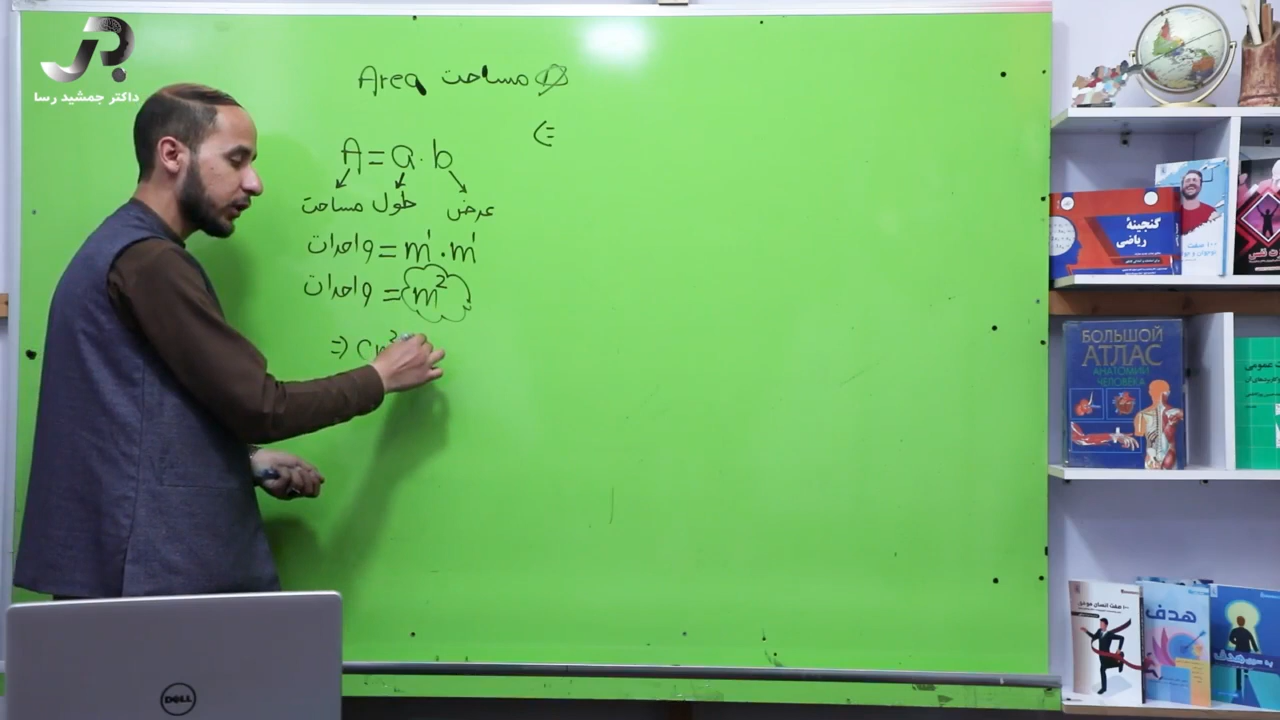 داکتر جمشید رسا
Area مساحت
A = a . b
مساحت طول عرض
واحدات = m¹ . m¹
واحدات = m²
⇒ cm²
گنجینهٔ
ریاضی
БОЛЬШОЙ
АТЛАС
АНАТОМИИ
ЧЕЛОВЕКА
هدف
DELL